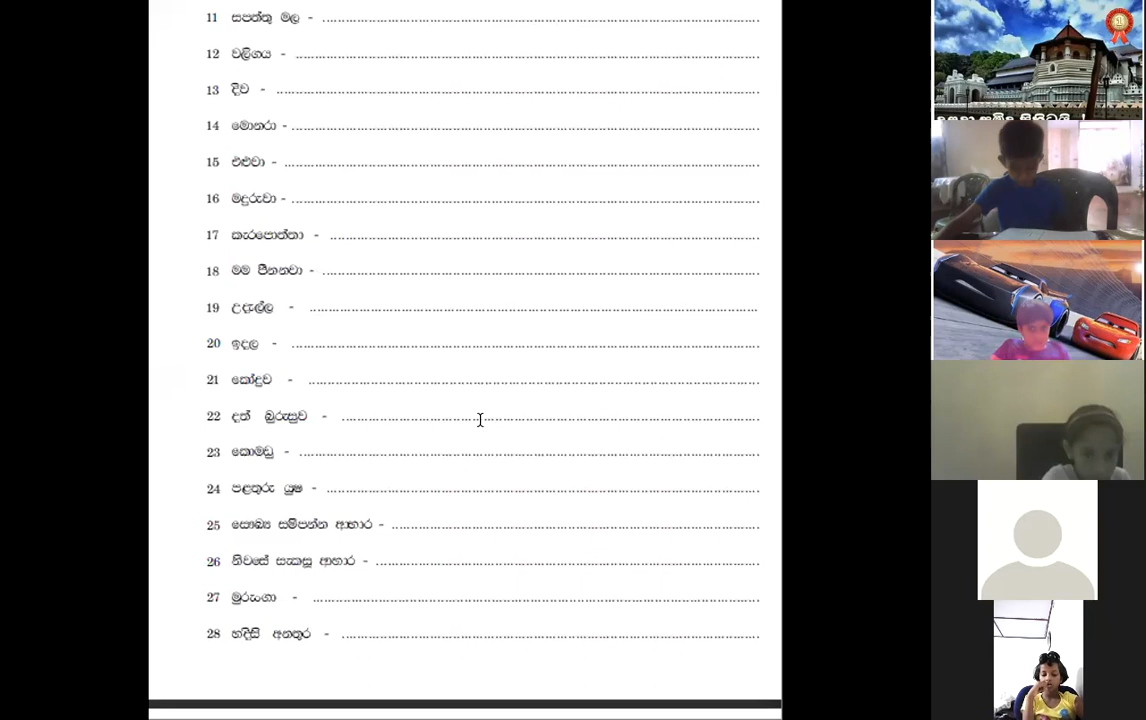 11 සපත්තු මල - ........................................
12 වලිගය - ........................................
13 දිව - ........................................
14 මොනරා - ........................................
15 එළුවා - ........................................
16 මදුරුවා - ........................................
17 කැරපොත්තා - ........................................
18 මම පීනනවා - ........................................
19 උදැල්ල - ........................................
20 ඉදල - ........................................
21 කෝදුව - ........................................
22 දත් බුරුසුව - ........................................
23 කොමඩු - ........................................
24 පළතුරු යුෂ - ........................................
25 සෞඛ්‍ය සම්පන්න ආහාර - ........................................
26 නිවසේ සැකසූ ආහාර - ........................................
27 මුරුංගා - ........................................
28 හදිසි අනතුර - ........................................